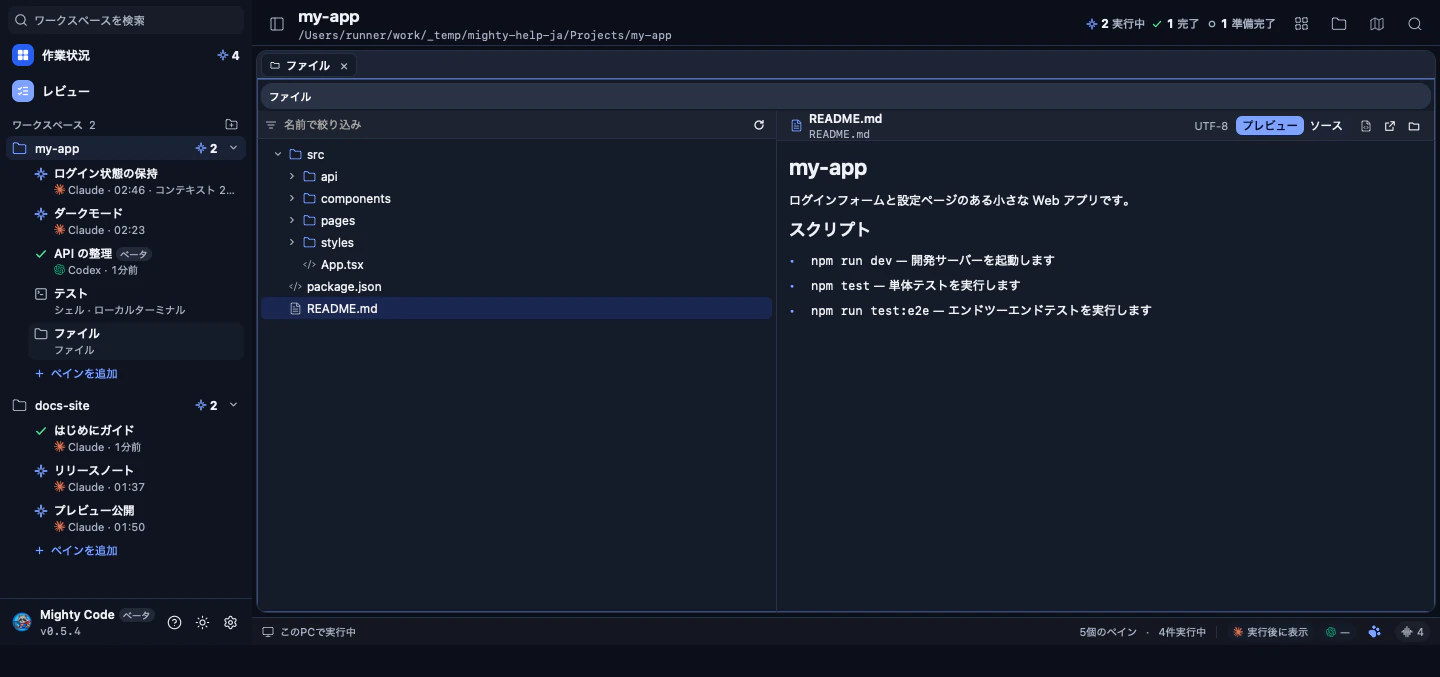 ワークスペースを検索
作業状況
4
レビュー
ワークスペース 2
my-app
2
ログイン状態の保持
Claude · 02:46 · コンテキスト 2...
ダークモード
Claude · 02:23
API の整理 ベータ
Codex · 1分前
テスト
シェル · ローカルターミナル
ファイル
ファイル
+ ペインを追加
docs-site
2
はじめにガイド
Claude · 1分前
リリースノート
Claude · 01:37
プレビュー公開
Claude · 01:50
+ ペインを追加
Mighty Code ベータ
v0.5.4
my-app
/Users/runner/work/_temp/mighty-help-ja/Projects/my-app
2 実行中 1 完了 1 準備完了
ファイル ×
ファイル
名前で絞り込み
src
api
components
pages
styles
App.tsx
package.json
README.md
README.md
README.md
UTF-8 プレビュー ソース
my-app
ログインフォームと設定ページのある小さな Web アプリです。
スクリプト
• npm run dev — 開発サーバーを起動します
• npm test — 単体テストを実行します
• npm run test:e2e — エンドツーエンドテストを実行します
このPCで実行中
5個のペイン · 4件実行中
実行後に表示
—
4